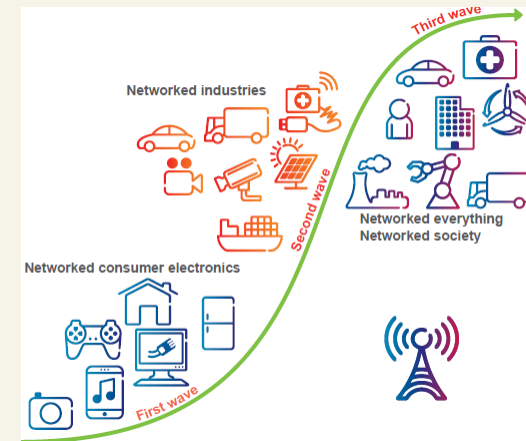 Third wave
Networked industries
Second wave
Networked everything
Networked society
Networked consumer electronics
First wave